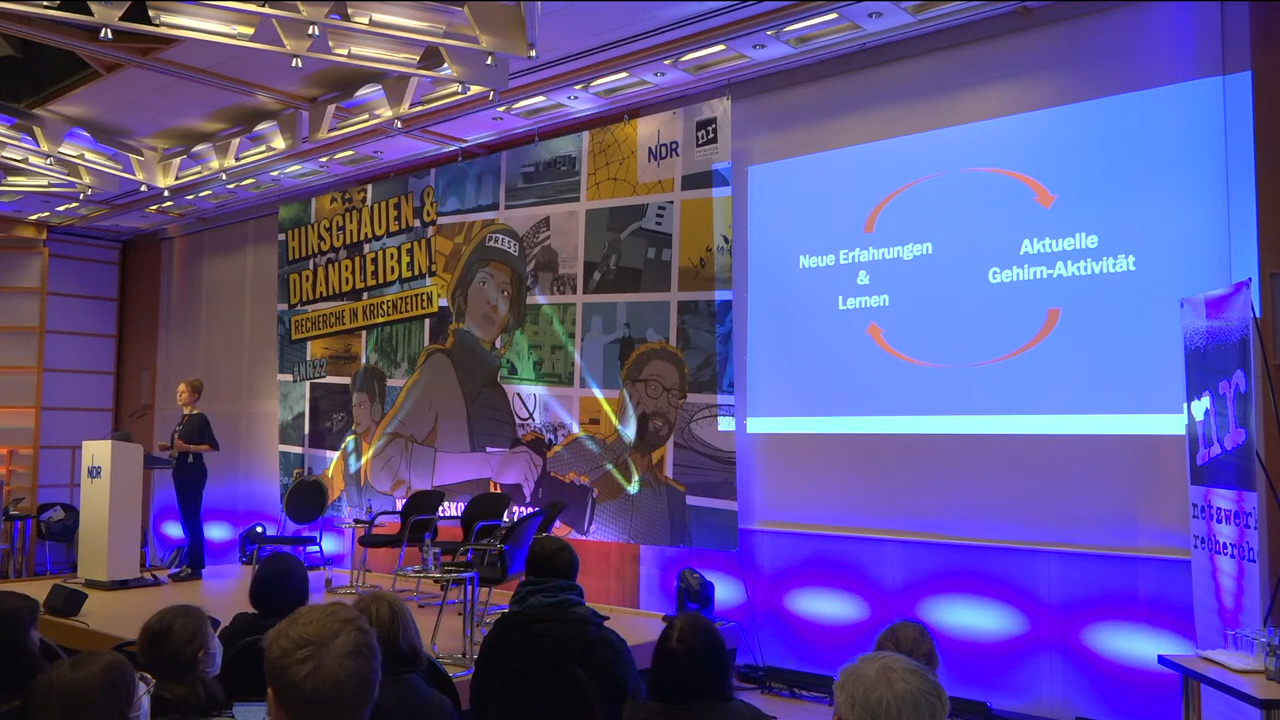 HINSCHAUEN &
DRANBLEIBEN!
RECHERCHE IN KRISENZEITEN
#NR22
PRESS
NDR
nr
Neue Erfahrungen
&
Lernen
Aktuelle
Gehirn-Aktivität
NDR
nr
netzwerk
recherche